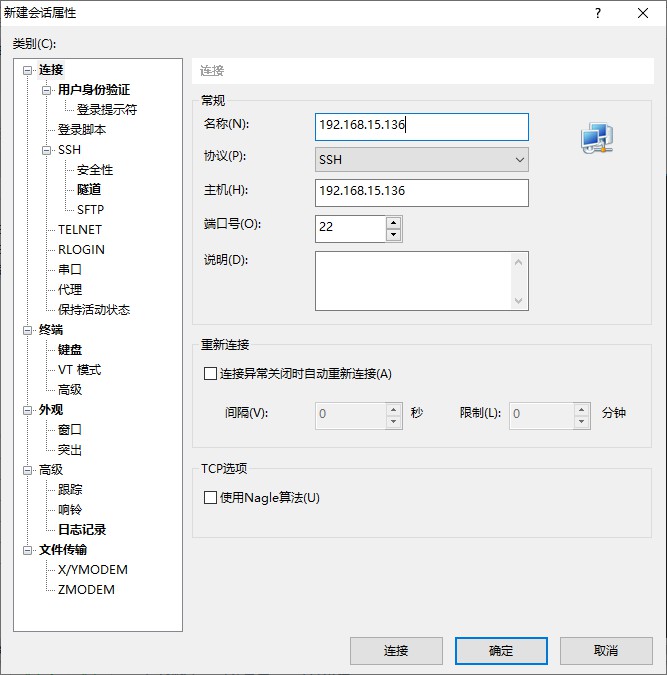 新建会话属性
?
类别(C):
连接
用户身份验证
登录提示符
登录脚本
SSH
安全性
隧道
SFTP
TELNET
RLOGIN
串口
代理
保持活动状态
终端
键盘
VT 模式
高级
外观
窗口
突出
高级
跟踪
响铃
日志记录
文件传输
X/YMODEM
ZMODEM
连接
常规
名称(N): 192.168.15.136
协议(P): SSH
主机(H): 192.168.15.136
端口号(O): 22
说明(D):
重新连接
连接异常关闭时自动重新连接(A)
间隔(V): 0 秒 限制(L): 0 分钟
TCP选项
使用Nagle算法(U)
连接 确定 取消